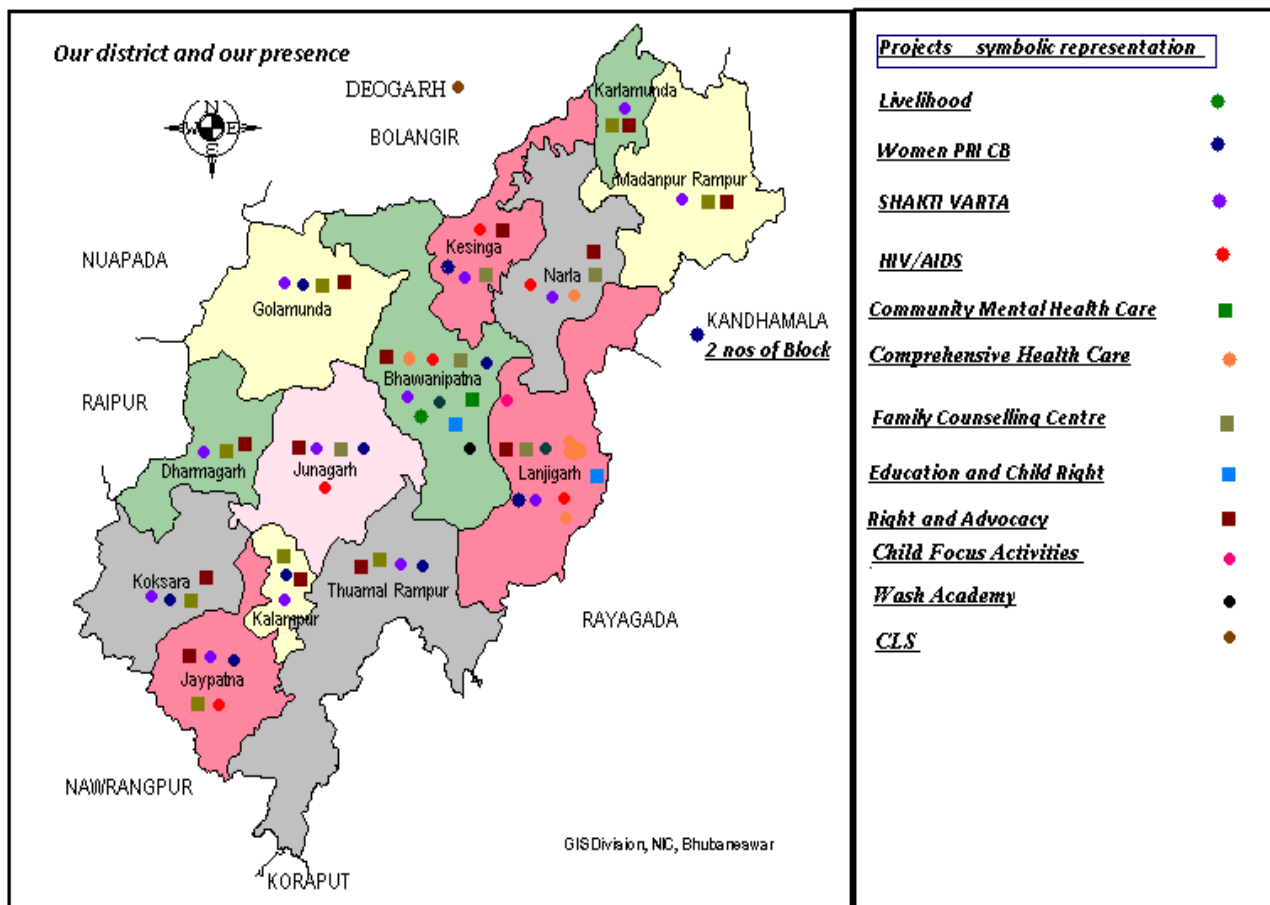 Our district and our presence
DEOGARH
BOLANGIR
Karlamunda
Madanpur Rampur
NUAPADA
Kesinga
Narla
Golamunda
KANDHAMALA
2 nos of Block
Bhawanipatna
RAIPUR
Dharmagarh
Junagarh
Lanjigarh
Koksara
Thuamal Rampur
Kalampur
RAYAGADA
Jaypatna
NAWRANGPUR
GISDivision, NIC, Bhubaneswar
KORAPUT
Projects symbolic representation
Livelihood
Women PRI CB
SHAKTI VARTA
HIV/AIDS
Community Mental Health Care
Comprehensive Health Care
Family Counselling Centre
Education and Child Right
Right and Advocacy
Child Focus Activities
Wash Academy
CLS
N
W E
S